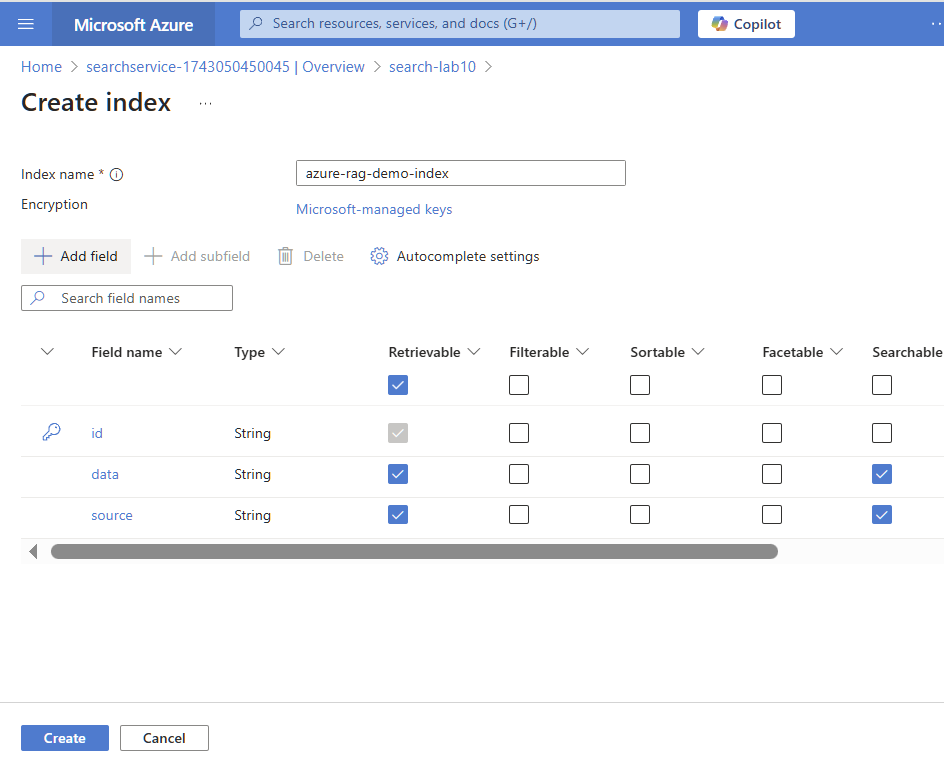 Microsoft Azure
Search resources, services, and docs (G+/)
Copilot
Home > searchservice-1743050450045 | Overview > search-lab10 >
Create index ...
Index name *
azure-rag-demo-index
Encryption
Microsoft-managed keys
Add field
Add subfield
Delete
Autocomplete settings
Search field names
Field name Type Retrievable Filterable Sortable Facetable Searchable
id String
data String
source String
Create
Cancel